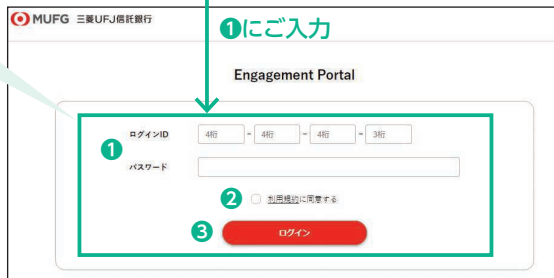 MUFG 三菱UFJ信託銀行
❶にご入力
Engagement Portal
❶
ログインID 4桁 - 4桁 - 4桁 - 3桁
パスワード
❷ 利用規約に同意する
❸ ログイン